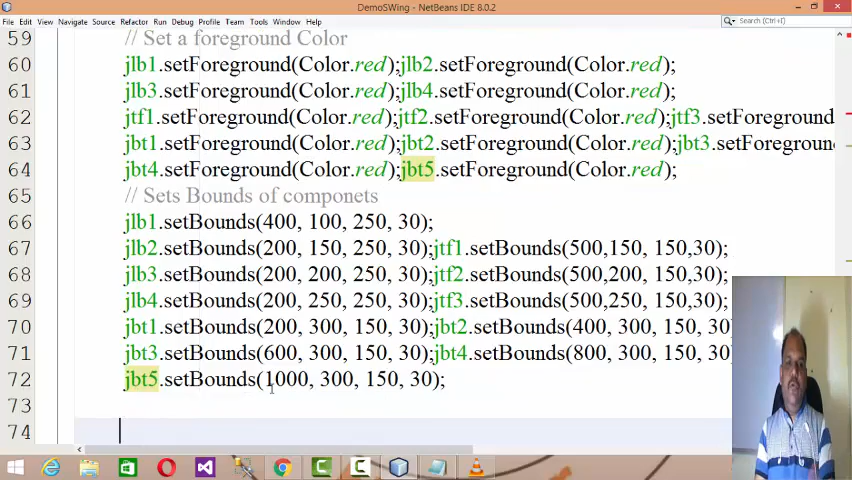 DemoSWing - NetBeans IDE 8.0.2
File Edit View Navigate Source Refactor Run Debug Profile Team Tools Window Help
Search (Ctrl+I)
59 // Set a foreground Color
60 jlb1.setForeground(Color.red);jlb2.setForeground(Color.red);
61 jlb3.setForeground(Color.red);jlb4.setForeground(Color.red);
62 jtf1.setForeground(Color.red);jtf2.setForeground(Color.red);jtf3.setForeground
63 jbt1.setForeground(Color.red);jbt2.setForeground(Color.red);jbt3.setForeground
64 jbt4.setForeground(Color.red);jbt5.setForeground(Color.red);
65 // Sets Bounds of componets
66 jlb1.setBounds(400, 100, 250, 30);
67 jlb2.setBounds(200, 150, 250, 30);jtf1.setBounds(500,150, 150,30);
68 jlb3.setBounds(200, 200, 250, 30);jtf2.setBounds(500,200, 150,30);
69 jlb4.setBounds(200, 250, 250, 30);jtf3.setBounds(500,250, 150,30);
70 jbt1.setBounds(200, 300, 150, 30);jbt2.setBounds(400, 300, 150, 30)
71 jbt3.setBounds(600, 300, 150, 30);jbt4.setBounds(800, 300, 150, 30)
72 jbt5.setBounds(1000, 300, 150, 30);
73
74